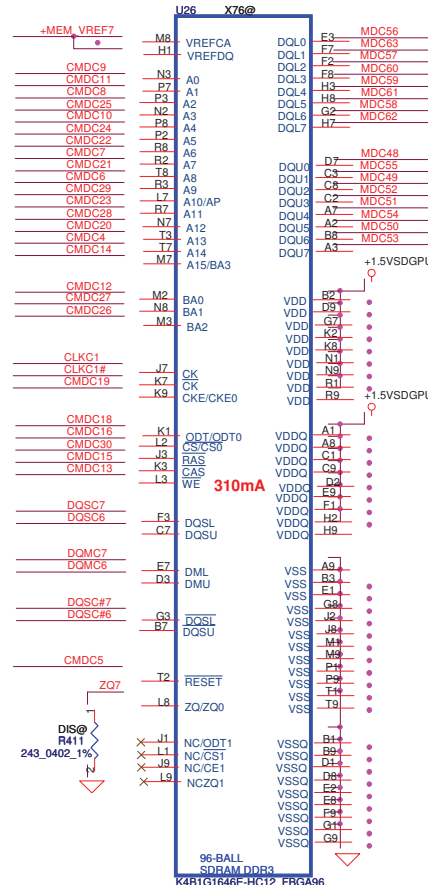 U26 X76@
+MEM_VREF7
M8 VREFCA
H1 VREFDQ
CMDC9 N3 A0
CMDC11 P7 A1
CMDC8 P3 A2
CMDC25 N2 A3
CMDC10 P8 A4
CMDC24 P2 A5
CMDC22 R8 A6
CMDC7 R2 A7
CMDC21 T8 A8
CMDC6 R3 A9
CMDC29 L7 A10/AP
CMDC23 R7 A11
CMDC28 N7 A12
CMDC20 T3 A13
CMDC4 T7 A14
CMDC14 M7 A15/BA3
CMDC12 M2 BA0
CMDC27 N8 BA1
CMDC26 M3 BA2
CLKC1 J7 CK
CLKC1# K7 CK
CMDC19 K9 CKE/CKE0
CMDC18 K1 ODT/ODT0
CMDC16 L2 CS/CS0
CMDC30 J3 RAS
CMDC15 K3 CAS
CMDC13 L3 WE
310mA
DQSC7 F3 DQSL
DQSC6 C7 DQSU
DQMC7 E7 DML
DQMC6 D3 DMU
DQSC#7 G3 DQSL
DQSC#6 B7 DQSU
CMDC5 T2 RESET
ZQ7 L8 ZQ/ZQ0
1
DIS@
R411
243_0402_1%
2
J1 NC/ODT1
L1 NC/CS1
J9 NC/CE1
L9 NCZQ1
DQL0 E3 MDC56
DQL1 F7 MDC63
DQL2 F2 MDC57
DQL3 F8 MDC60
DQL4 H3 MDC59
DQL5 H8 MDC61
DQL6 G2 MDC58
DQL7 H7 MDC62
DQU0 D7 MDC48
DQU1 C3 MDC55
DQU2 C8 MDC49
DQU3 C2 MDC52
DQU4 A7 MDC51
DQU5 A2 MDC54
DQU6 B8 MDC50
DQU7 A3 MDC53
+1.5VSDGPU
VDD B2
VDD D9
VDD G7
VDD K2
VDD K8
VDD N1
VDD N9
VDD R1
VDD R9
+1.5VSDGPU
VDDQ A1
VDDQ A8
VDDQ C1
VDDQ C9
VDDQ D2
VDDQ E9
VDDQ F1
VDDQ H2
VDDQ H9
VSS A9
VSS B3
VSS E1
VSS G8
VSS J2
VSS J8
VSS M1
VSS M9
VSS P1
VSS P9
VSS T1
VSS T9
VSSQ B1
VSSQ B9
VSSQ D1
VSSQ D8
VSSQ E2
VSSQ E8
VSSQ F9
VSSQ G1
VSSQ G9
96-BALL
SDRAM DDR3
K4B1G1646E-HC12_FBGA96